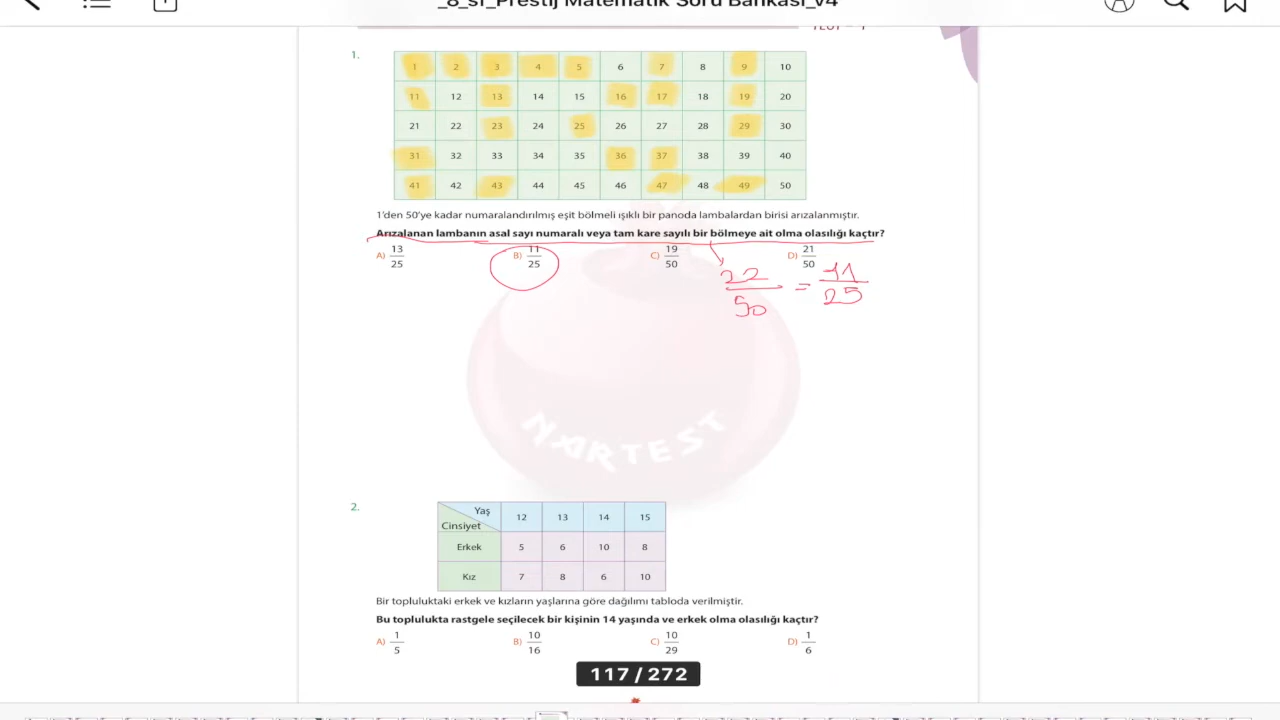 _8_sf_Prestij Matematik Soru Bankası_v4
1.
1 2 3 4 5 6 7 8 9 10
11 12 13 14 15 16 17 18 19 20
21 22 23 24 25 26 27 28 29 30
31 32 33 34 35 36 37 38 39 40
41 42 43 44 45 46 47 48 49 50
1'den 50'ye kadar numaralandırılmış eşit bölmeli ışıklı bir panoda lambalardan birisi arızalanmıştır.
Arızalanan lambanın asal sayı numaralı veya tam kare sayılı bir bölmeye ait olma olasılığı kaçtır?
A) 13/25 B) 11/25 C) 19/50 D) 21/50
22/50 = 11/25
NARTEST
2.
Yaş 12 13 14 15
Cinsiyet
Erkek 5 6 10 8
Kız 7 8 6 10
Bir topluluktaki erkek ve kızların yaşlarına göre dağılımı tabloda verilmiştir.
Bu toplulukta rastgele seçilecek bir kişinin 14 yaşında ve erkek olma olasılığı kaçtır?
A) 1/5 B) 10/16 C) 10/29 D) 1/6
117 / 272